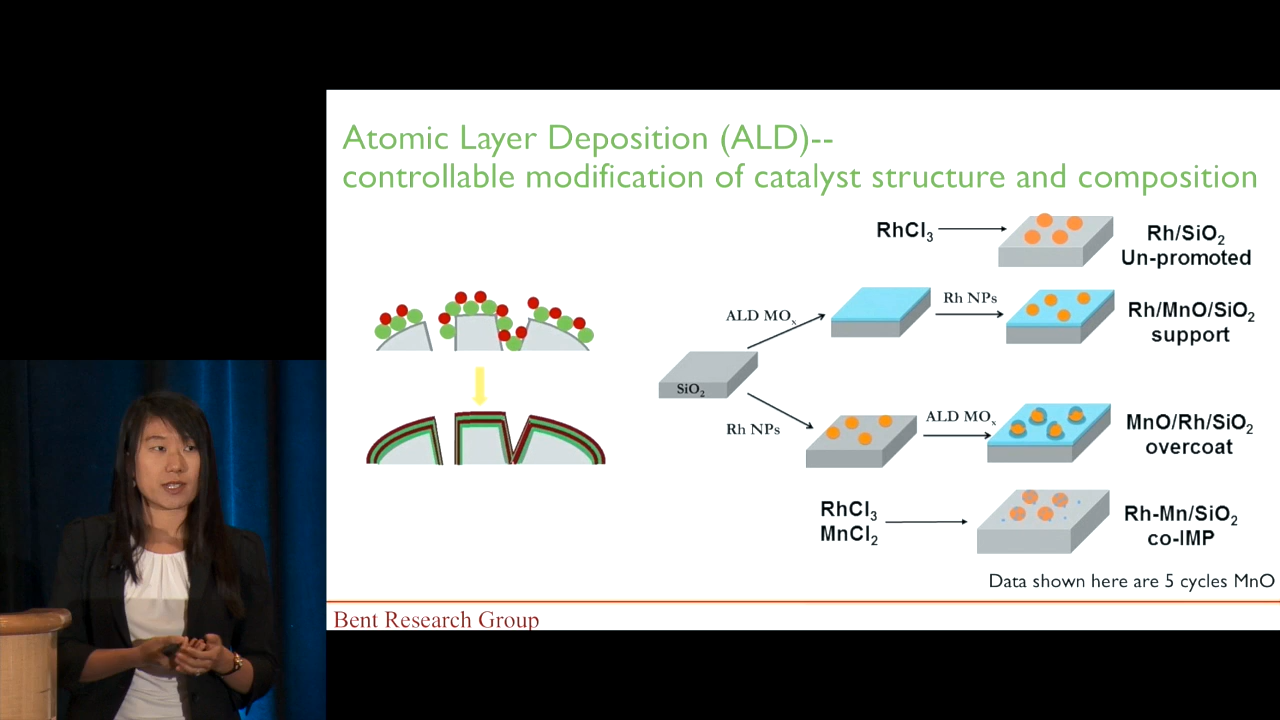 Atomic Layer Deposition (ALD)--
controllable modification of catalyst structure and composition
RhCl3
Rh/SiO2
Un-promoted
ALD MOx
Rh NPs
Rh/MnO/SiO2
support
SiO2
Rh NPs
ALD MOx
MnO/Rh/SiO2
overcoat
RhCl3
MnCl2
Rh-Mn/SiO2
co-IMP
Data shown here are 5 cycles MnO
Bent Research Group